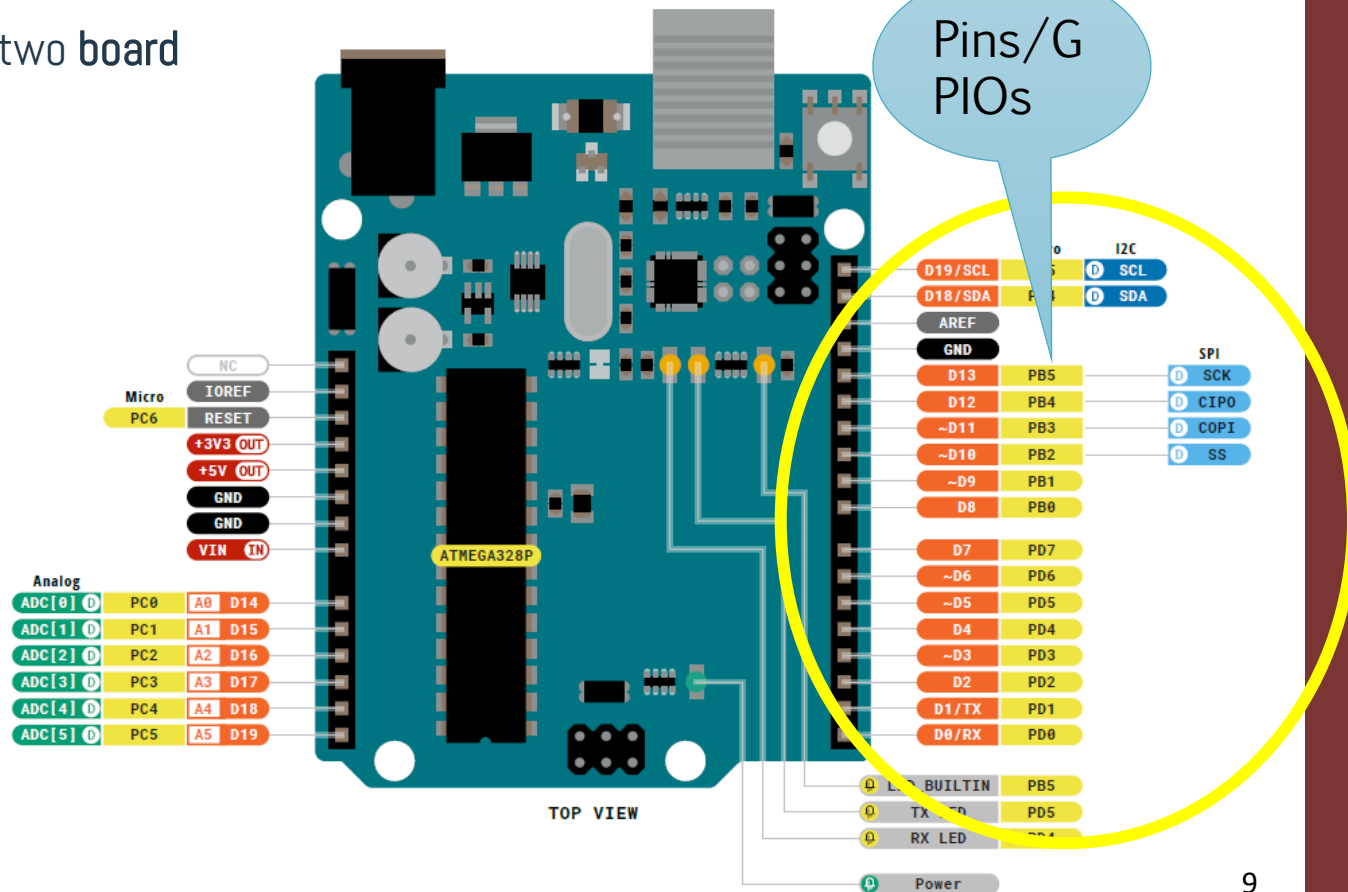 two board
Pins/G
PIOs
I2C
D19/SCL D SCL
D18/SDA D SDA
AREF
GND
SPI
D13 PB5 D SCK
D12 PB4 D CIPO
~D11 PB3 D COPI
~D10 PB2 D SS
~D9 PB1
D8 PB0
D7 PD7
~D6 PD6
~D5 PD5
D4 PD4
~D3 PD3
D2 PD2
D1/TX PD1
D0/RX PD0
NC
Micro IOREF
PC6 RESET
+3V3 OUT
+5V OUT
GND
GND
VIN IN
ATMEGA328P
Analog
ADC[0] D PC0 A0 D14
ADC[1] D PC1 A1 D15
ADC[2] D PC2 A2 D16
ADC[3] D PC3 A3 D17
ADC[4] D PC4 A4 D18
ADC[5] D PC5 A5 D19
BUILTIN PB5
TX PD5
RX LED
Power
TOP VIEW
9